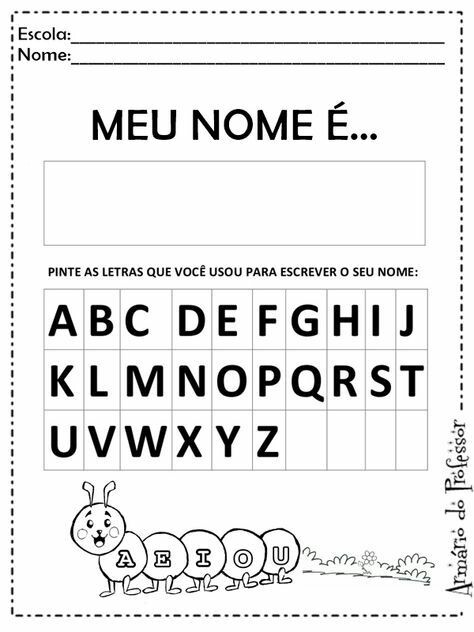 Escola:
Nome:
MEU NOME É...
PINTE AS LETRAS QUE VOCÊ USOU PARA ESCREVER O SEU NOME:
A B C D E F G H I J
K L M N O P Q R S T
U V W X Y Z
A E I O U
Armário do Professor